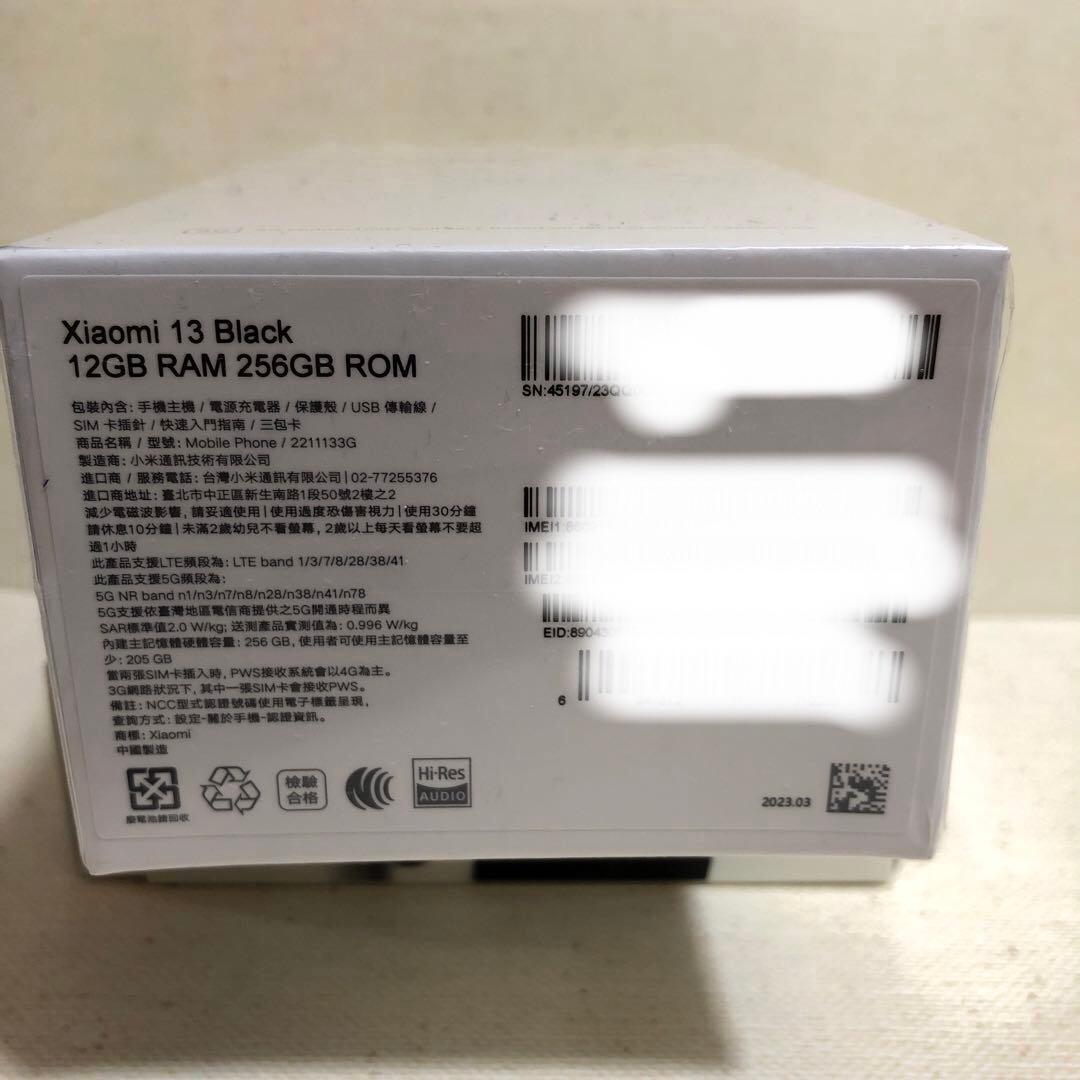 Xiaomi 13 Black
12GB RAM 256GB ROM
包裝內含: 手機主機 / 電源充電器 / 保護殼 / USB 傳輸線 /
SIM 卡插針 / 快速入門指南 / 三包卡
商品名稱 / 型號: Mobile Phone / 2211133G
製造商: 小米通訊技術有限公司
進口商 / 服務電話: 台灣小米通訊有限公司 | 02-77255376
進口商地址: 臺北市中正區新生南路1段50號2樓之2
減少電磁波影響, 請妥適使用 | 使用過度恐傷害視力 | 使用30分鐘
請休息10分鐘 | 未滿2歲幼兒不看螢幕, 2歲以上每天看螢幕不要超
過1小時
此產品支援LTE頻段為: LTE band 1/3/7/8/28/38/41
此產品支援5G頻段為:
5G NR band n1/n3/n7/n8/n28/n38/n41/n78
5G支援依臺灣地區電信商提供之5G開通時程而異
SAR標準值2.0 W/kg; 送測產品實測值為: 0.996 W/kg
內建主記憶體硬體容量: 256 GB, 使用者可使用主記憶體容量至
少: 205 GB
當兩張SIM卡插入時, PWS接收系統會以4G為主。
3G網路狀況下, 其中一張SIM卡會接收PWS。
備註: NCC型式認證號碼使用電子標籤呈現,
查詢方式: 設定-關於手機-認證資訊。
商標: Xiaomi
中國製造
廢電池請回收
檢驗
合格
Hi-Res
AUDIO
SN:45197/23Q
IMEI1:
IMEI2
EID:89043
6
2023.03